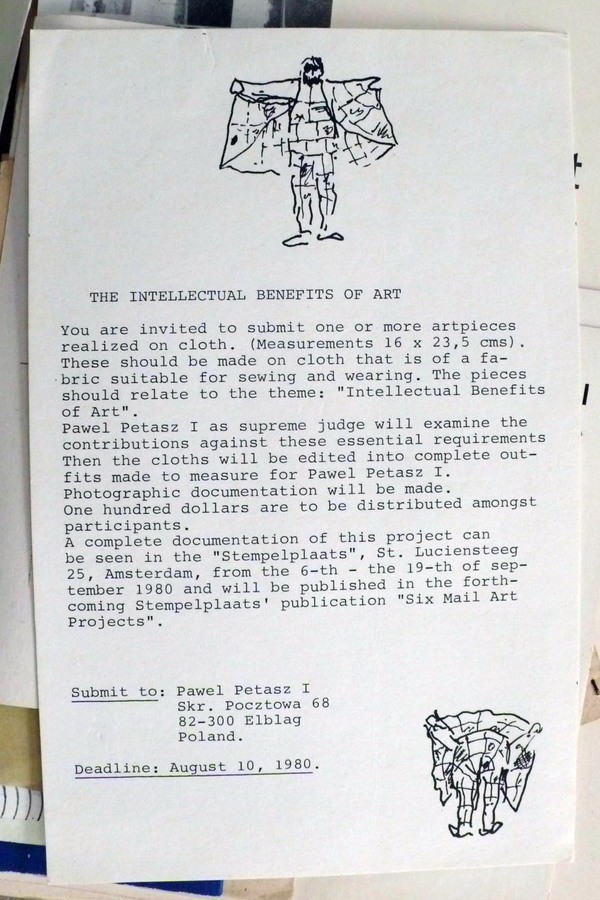 THE INTELLECTUAL BENEFITS OF ART
You are invited to submit one or more artpieces
realized on cloth. (Measurements 16 x 23,5 cms).
These should be made on cloth that is of a fa-
bric suitable for sewing and wearing. The pieces
should relate to the theme: "Intellectual Benefits
of Art".
Pawel Petasz I as supreme judge will examine the
contributions against these essential requirements
Then the cloths will be edited into complete out-
fits made to measure for Pawel Petasz I.
Photographic documentation will be made.
One hundred dollars are to be distributed amongst
participants.
A complete documentation of this project can
be seen in the "Stempelplaats", St. Luciensteeg
25, Amsterdam, from the 6-th - the 19-th of sep-
tember 1980 and will be published in the forth-
coming Stempelplaats' publication "Six Mail Art
Projects".
Submit to: Pawel Petasz I
Skr. Pocztowa 68
82-300 Elblag
Poland.
Deadline: August 10, 1980.